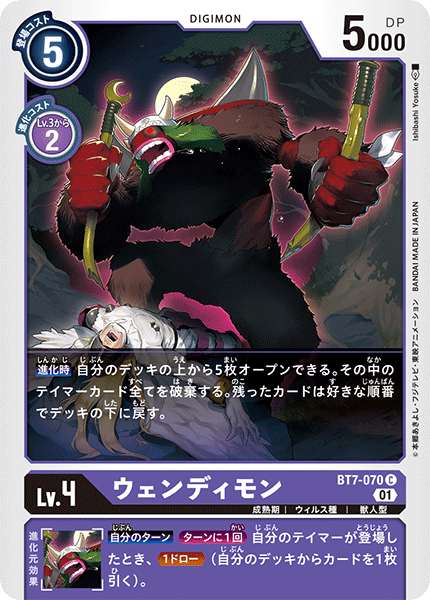 登場コスト
5
DIGIMON
DP
5000
進化コスト
Lv.3から
2
Ishibashi Yosuke
BANDAI MADE IN JAPAN
© 本郷あきよし・フジテレビ・東映アニメーション
進化時 自分のデッキの上から5枚オープンできる。その中の
テイマーカード全てを破棄する。残ったカードは好きな順番
でデッキの下に戻す。
Lv.4
ウェンディモン
BT7-070 C
01
成熟期 | ウィルス種 | 獣人型
進化元効果
自分のターン ターンに1回 自分のテイマーが登場し
たとき、1ドロー（自分のデッキからカードを1枚
引く）。